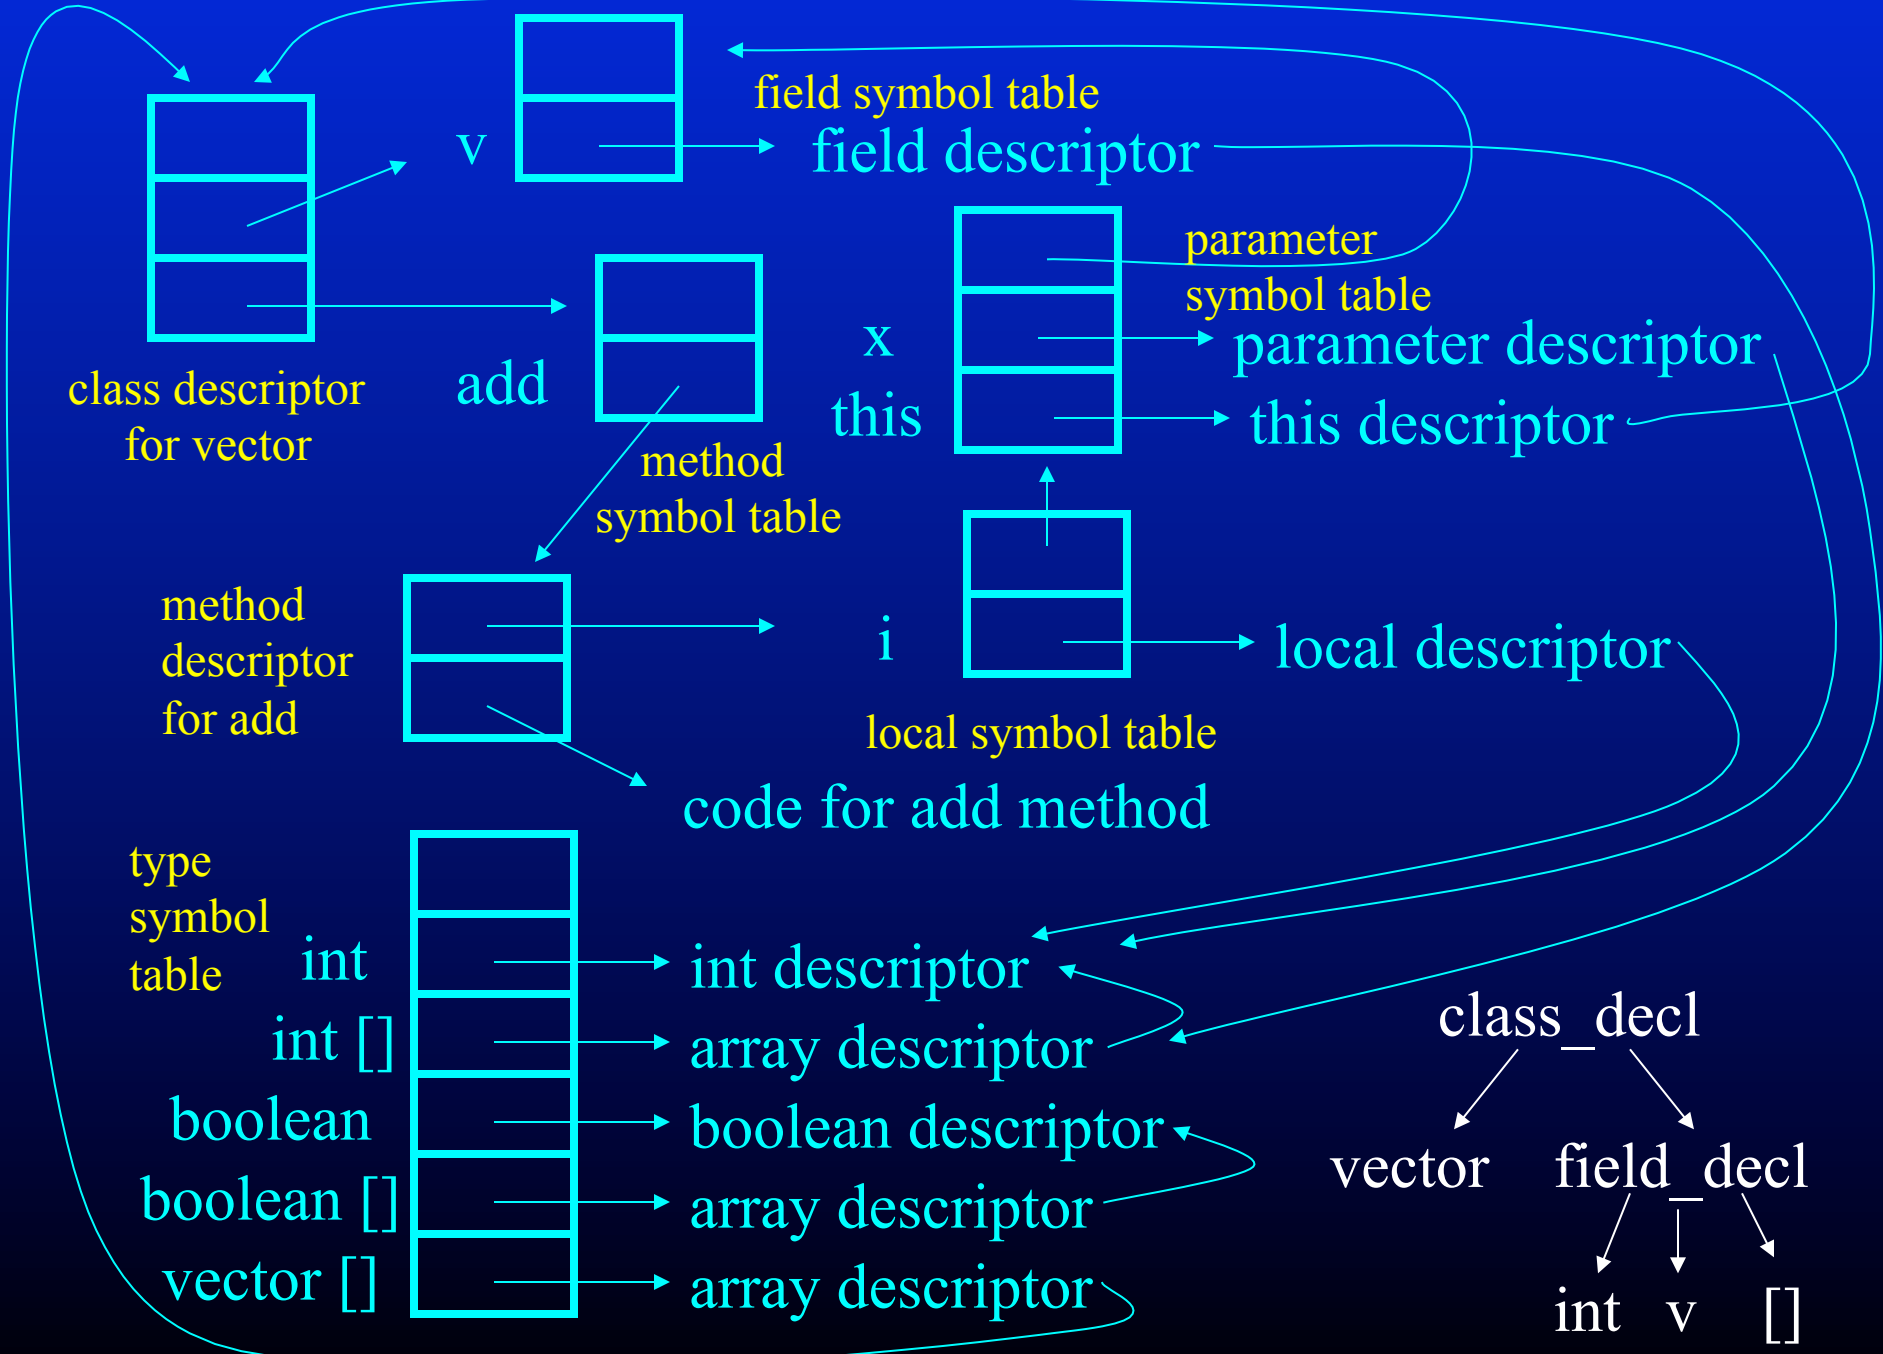 field symbol table
v
field descriptor
parameter
symbol table
x
parameter descriptor
class descriptor
for vector
add
this
this descriptor
method
symbol table
method
descriptor
for add
i
local descriptor
local symbol table
code for add method
type
symbol
table
int
int descriptor
int []
array descriptor
boolean
boolean descriptor
boolean []
array descriptor
vector []
array descriptor
class_decl
vector
field_decl
int
v
[]